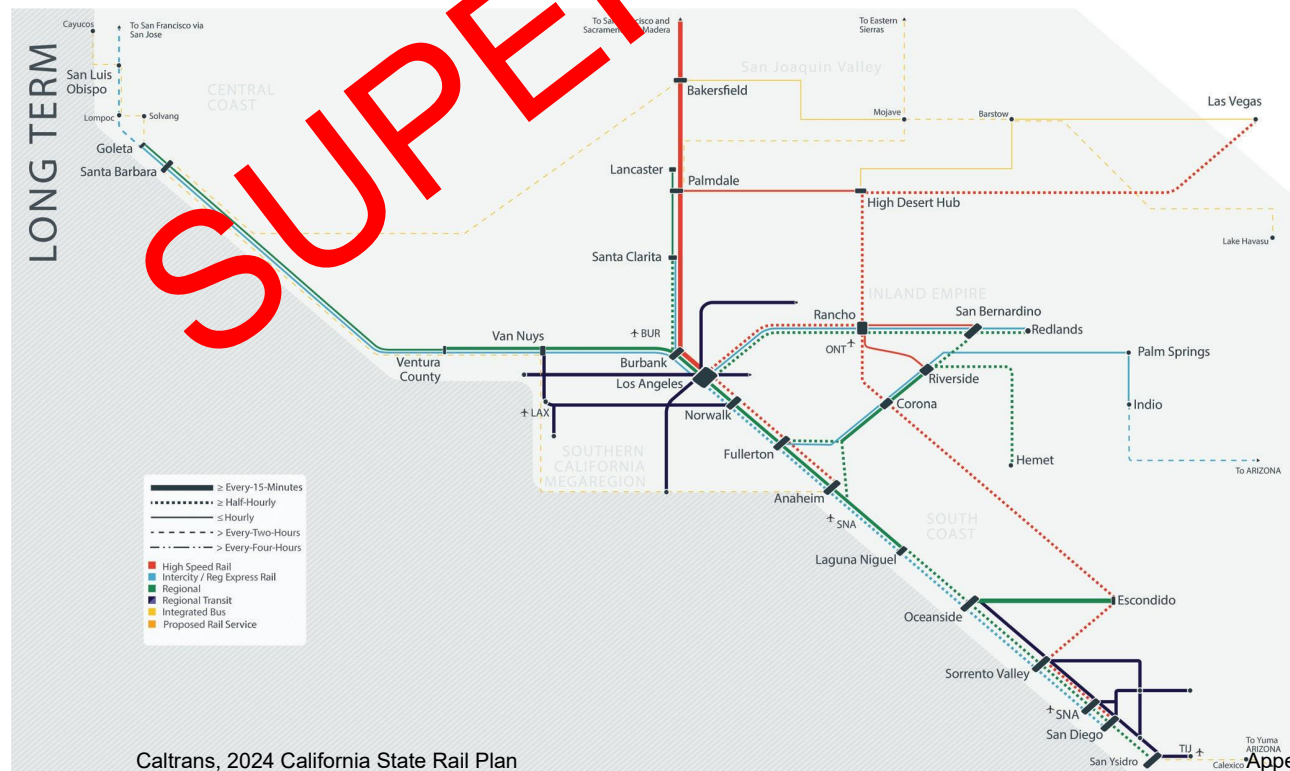 LONG TERM
SUPE
Cayucos
To San Francisco via
San Jose
San Luis
Obispo
Lompoc
Solvang
Goleta
Santa Barbara
CENTRAL
COAST
San Joaquin Valley
To Eastern
Sierras
Bakersfield
Mojave
Barstow
Las Vegas
Lancaster
Palmdale
High Desert Hub
Lake Havasu
Santa Clarita
INLAND EMPIRE
Rancho
San Bernardino
Redlands
BUR
ONT
Van Nuys
Ventura
County
Burbank
Los Angeles
Palm Springs
Riverside
LAX
Norwalk
Corona
Indio
Fullerton
SOUTHERN
CALIFORNIA
MEGAREGION
Hemet
To ARIZONA
Anaheim
SNA
SOUTH
COAST
Laguna Niguel
≥ Every-15-Minutes
≥ Half-Hourly
≤ Hourly
> Every-Two-Hours
> Every-Four-Hours
High Speed Rail
Intercity / Reg Express Rail
Regional
Regional Transit
Integrated Bus
Proposed Rail Service
Oceanside
Escondido
Sorrento Valley
SNA
San Diego
San Ysidro
TIJ
Calexico
To Yuma
ARIZONA
Caltrans, 2024 California State Rail Plan
Appe